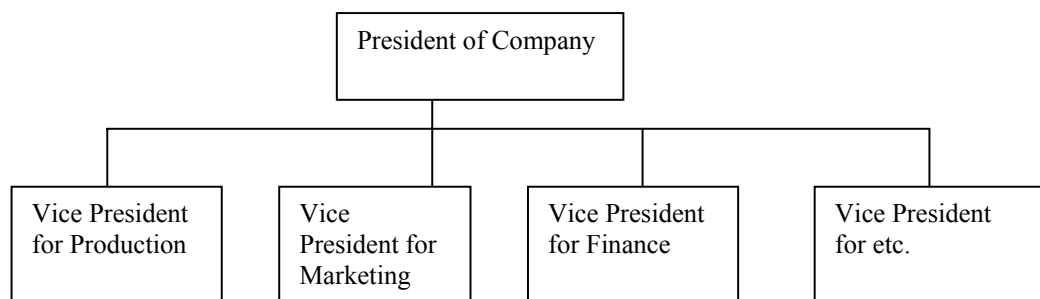 President of Company
Vice President
for Production
Vice
President for
Marketing
Vice President
for Finance
Vice President
for etc.